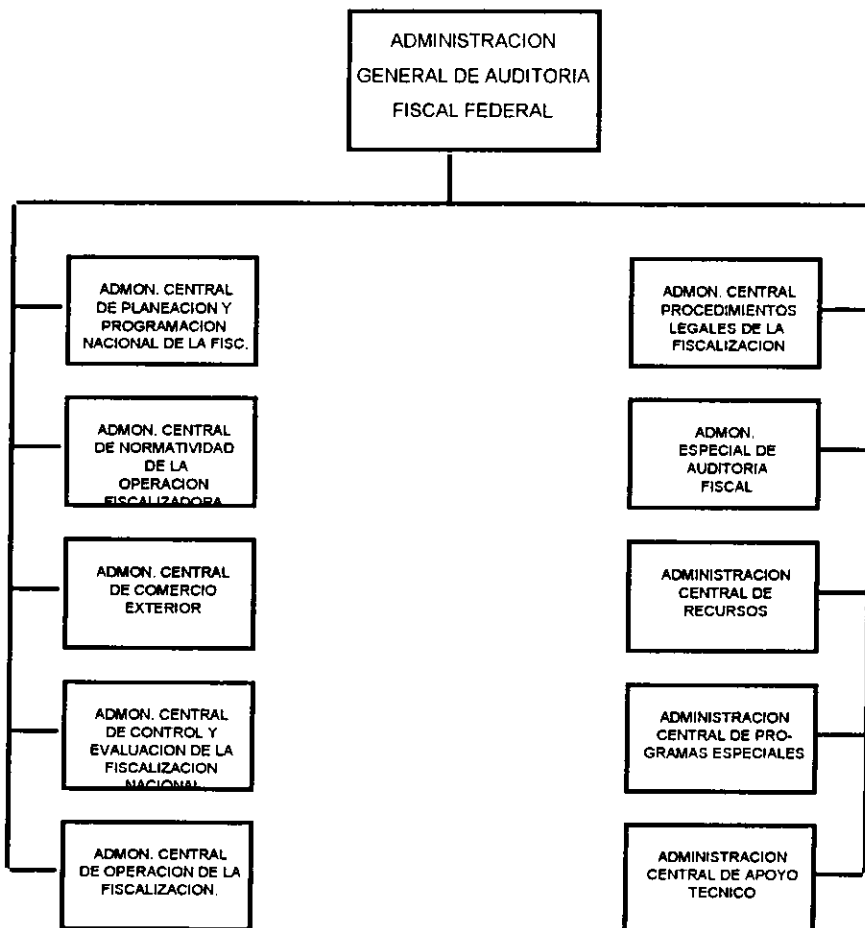 ADMINISTRACION
GENERAL DE AUDITORIA
FISCAL FEDERAL
ADMON. CENTRAL
DE PLANEACION Y
PROGRAMACION
NACIONAL DE LA FISC.
ADMON. CENTRAL
DE NORMATIVIDAD
DE LA
OPERACION
FISCALIZADORA
ADMON. CENTRAL
DE COMERCIO
EXTERIOR
ADMON. CENTRAL
DE CONTROL Y
EVALUACION DE LA
FISCALIZACION
NACIONAL
ADMON. CENTRAL
DE OPERACION DE LA
FISCALIZACION.
ADMON. CENTRAL
PROCEDIMIENTOS
LEGALES DE LA
FISCALIZACION
ADMON.
ESPECIAL DE
AUDITORIA
FISCAL
ADMINISTRACION
CENTRAL DE
RECURSOS
ADMINISTRACION
CENTRAL DE PRO-
GRAMAS ESPECIALES
ADMINISTRACION
CENTRAL DE APOYO
TECNICO